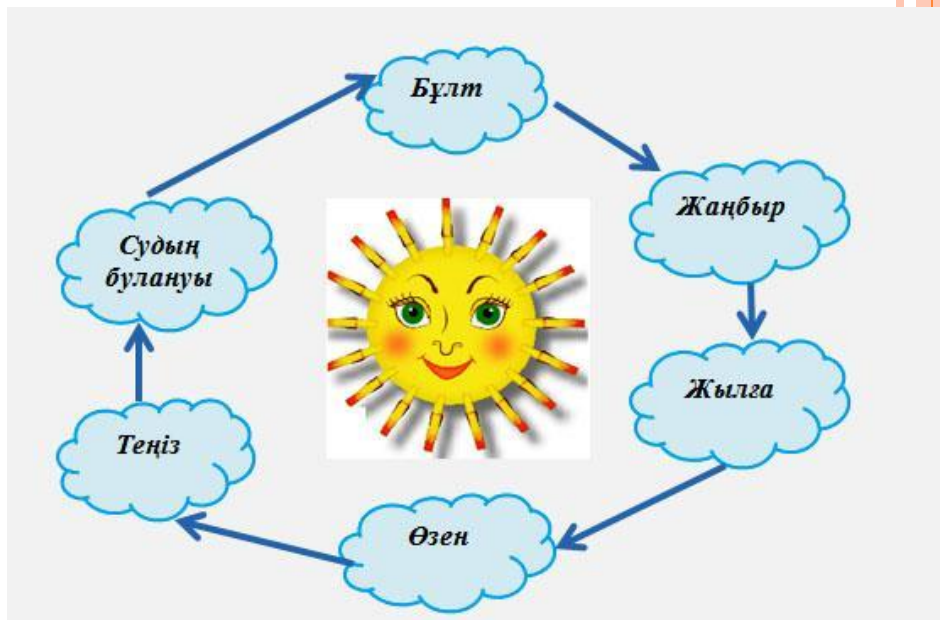 Бұлт
Жаңбыр
Жылға
Өзен
Теңіз
Судың
булануы